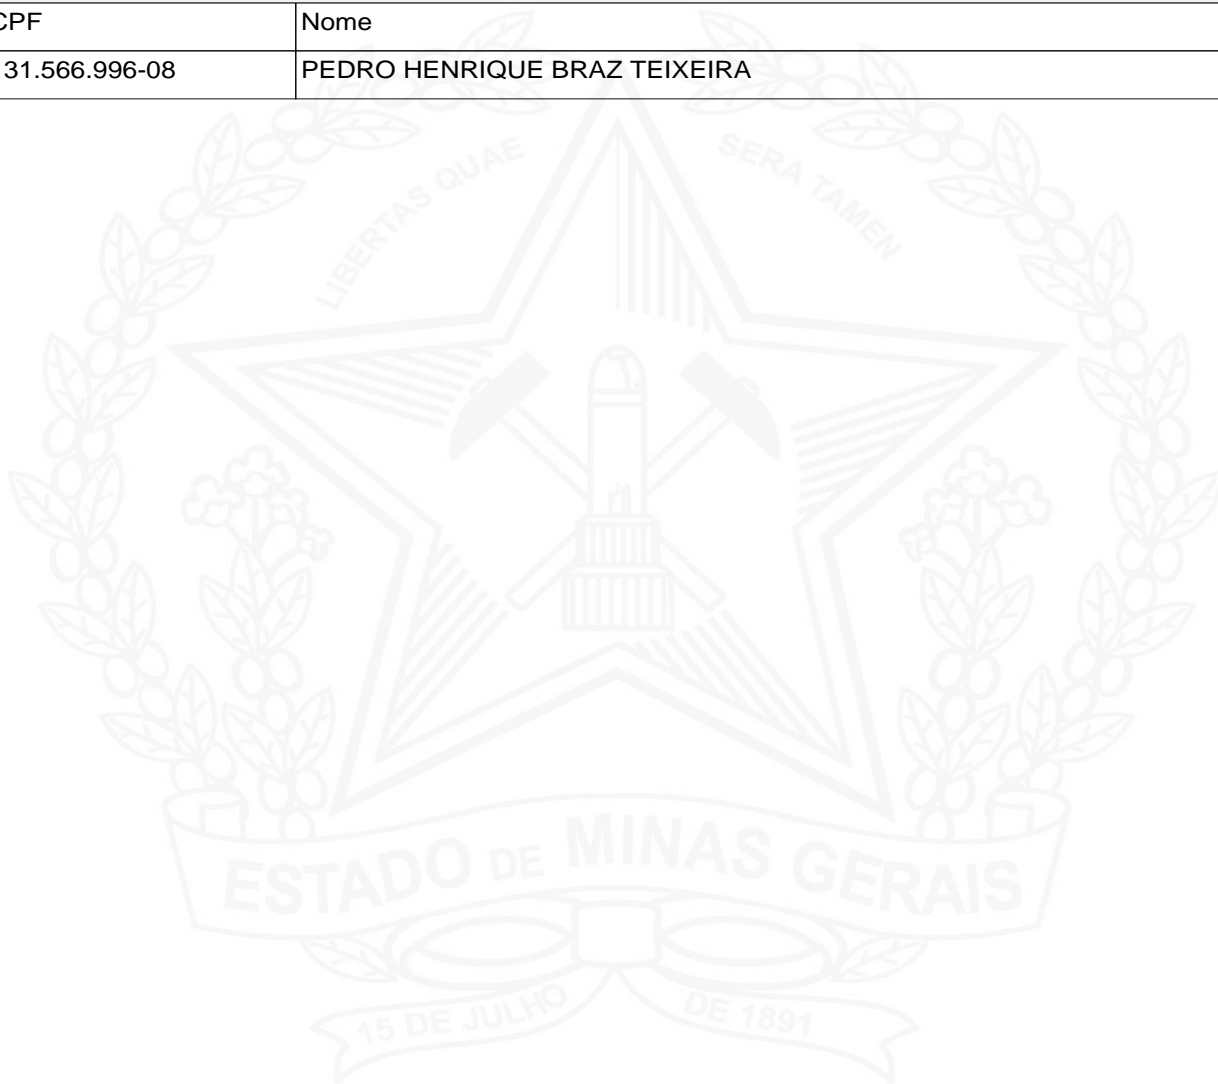 CPF Nome
31.566.996-08 PEDRO HENRIQUE BRAZ TEIXEIRA
LIBERTAS QUAE SERA TAMEN
ESTADO DE MINAS GERAIS
15 DE JULHO DE 1891